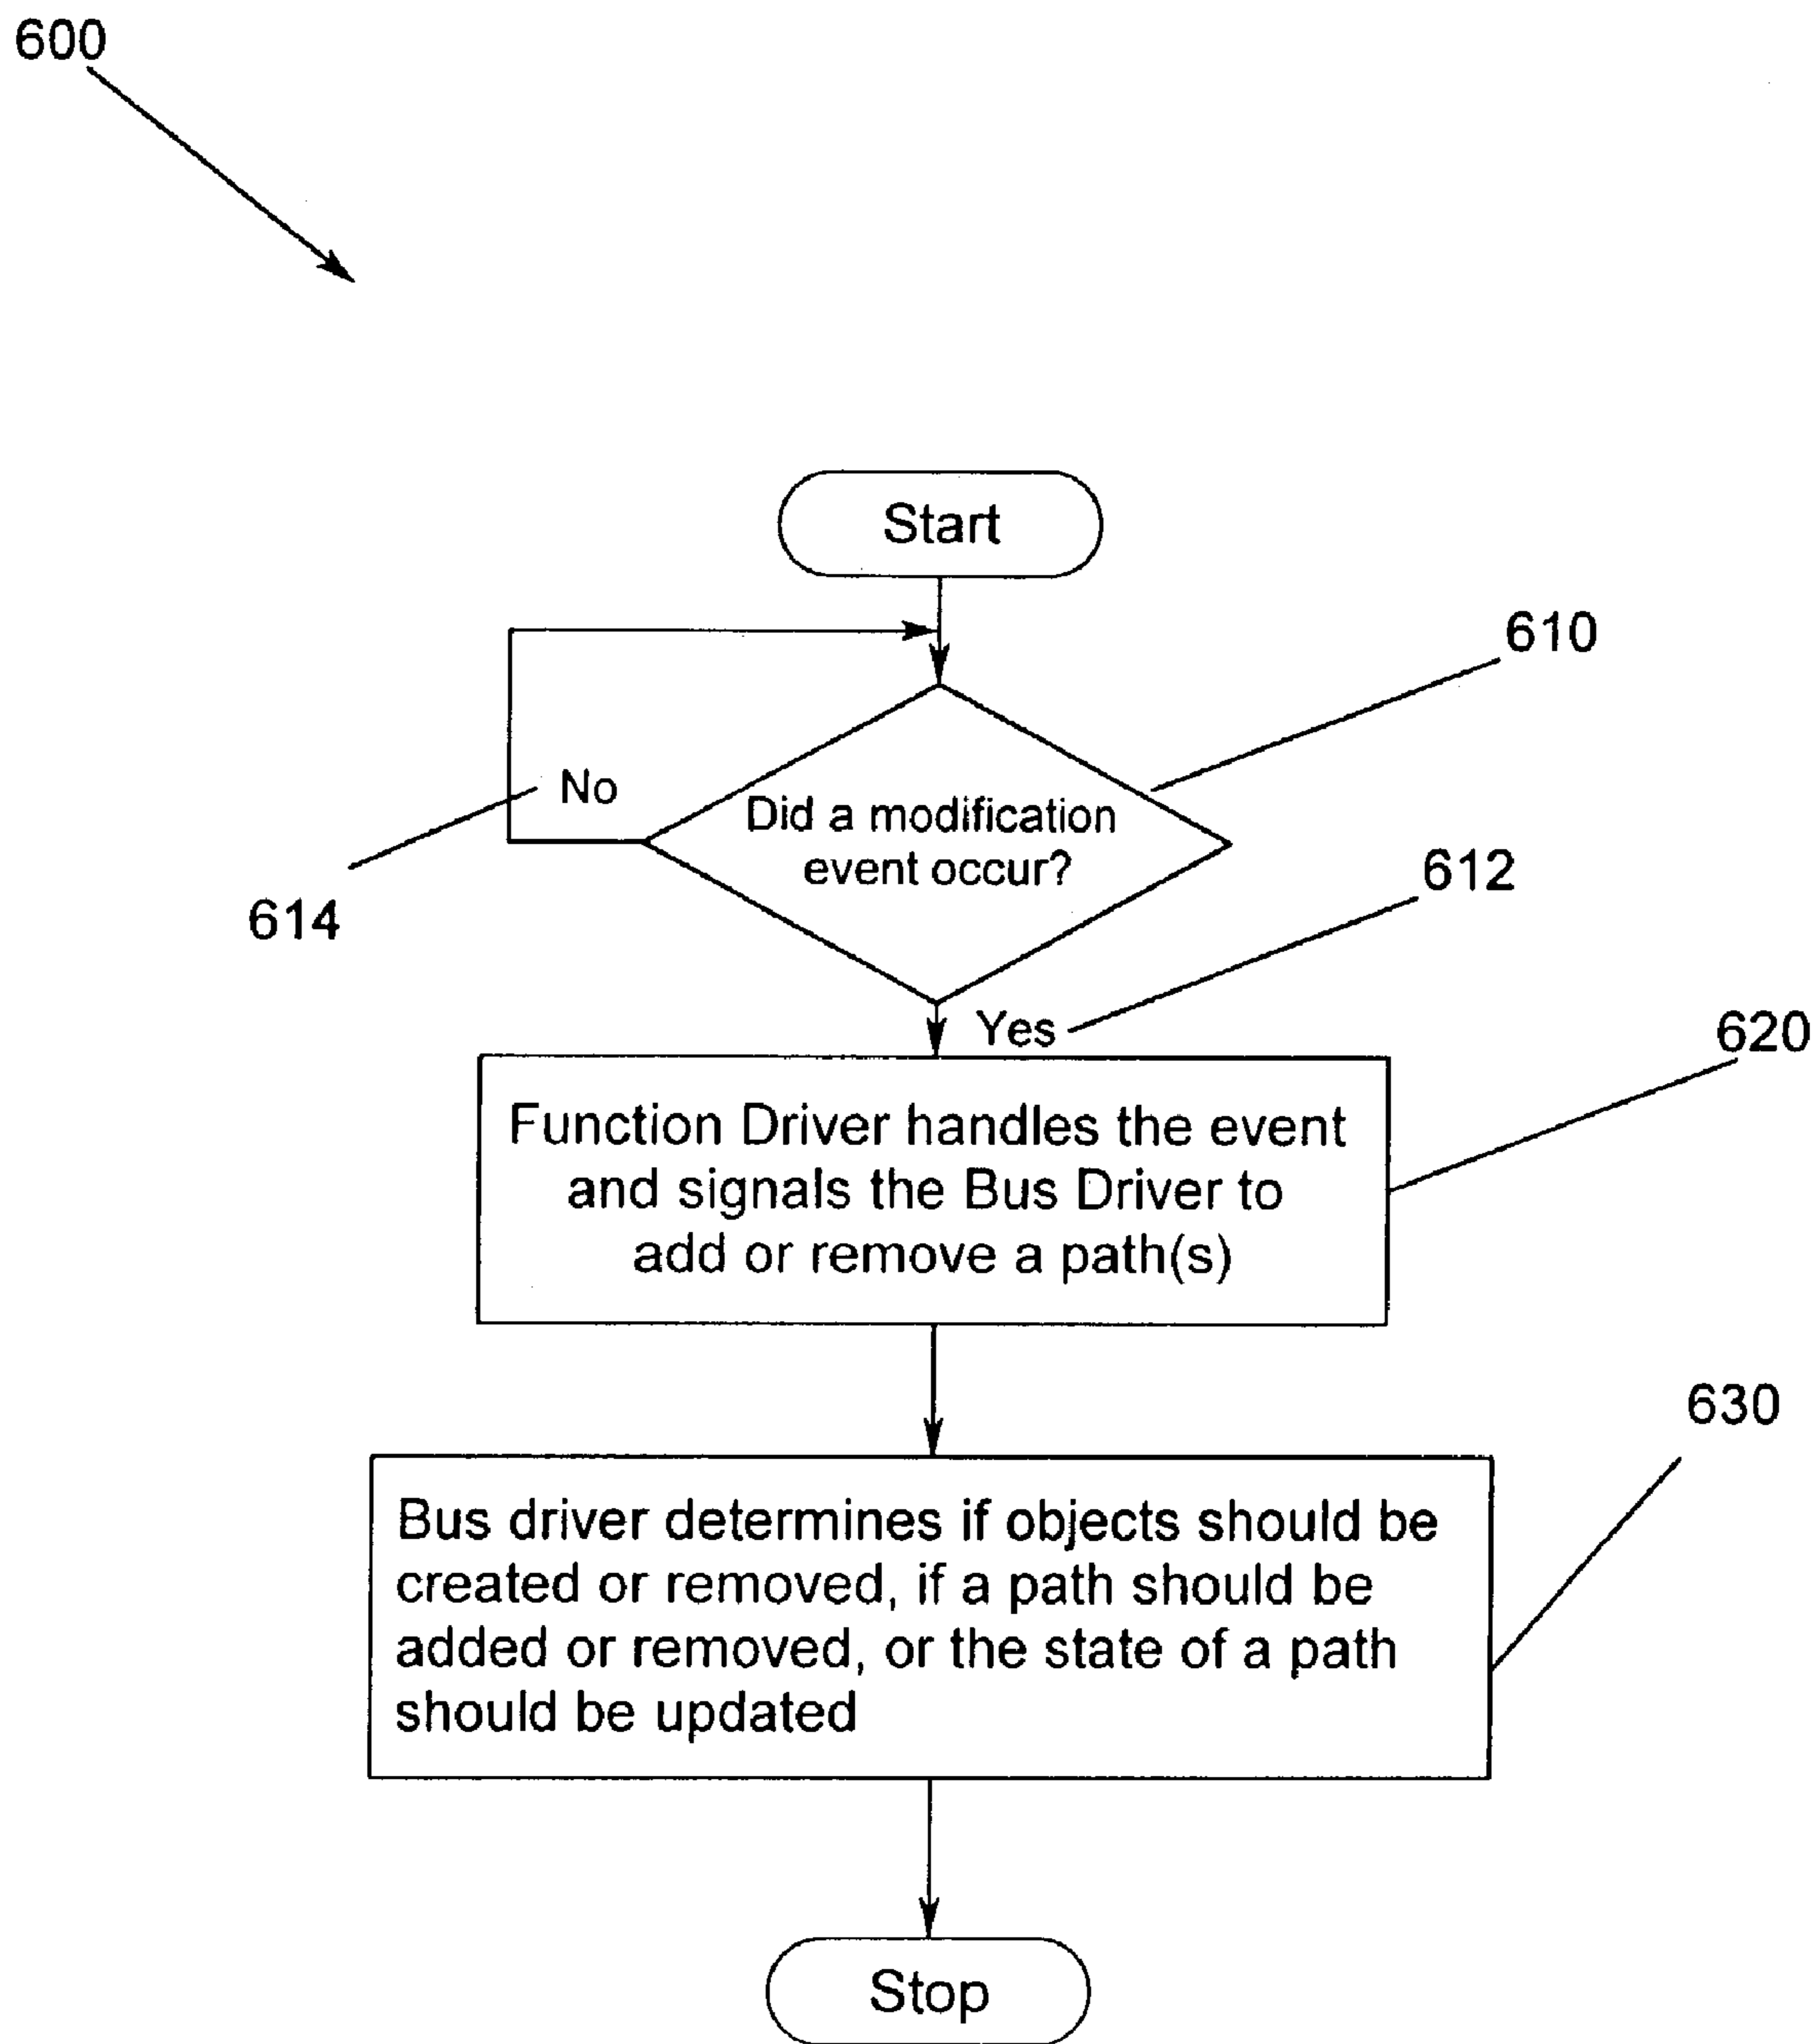 600
Start
610
No
Did a modification
event occur?
612
614
Yes
620
Function Driver handles the event
and signals the Bus Driver to
add or remove a path(s)
630
Bus driver determines if objects should be
created or removed, if a path should be
added or removed, or the state of a path
should be updated
Stop